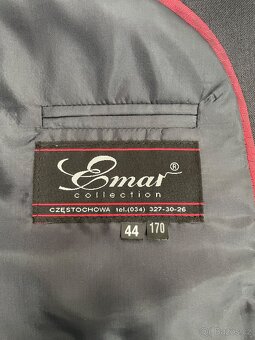 Emar®
collection
CZĘSTOCHOWA tel.(034) 327-30-26
44 170